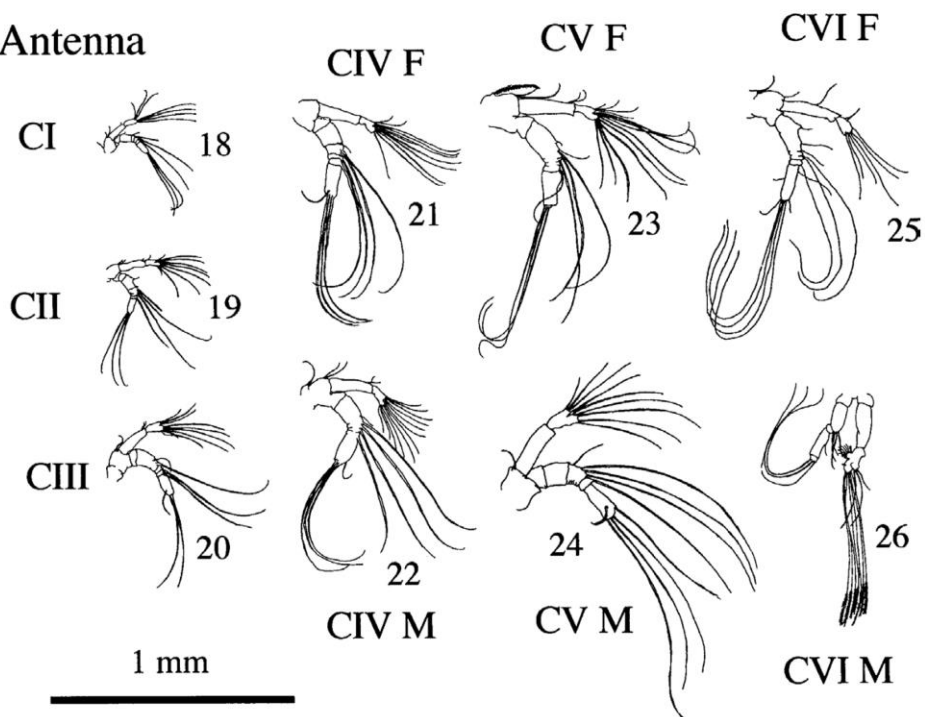 Antenna
CI
18
CII
19
CIII
20
CIV F
21
22
CIV M
CV F
23
24
CV M
CVI F
25
26
CVI M
1 mm